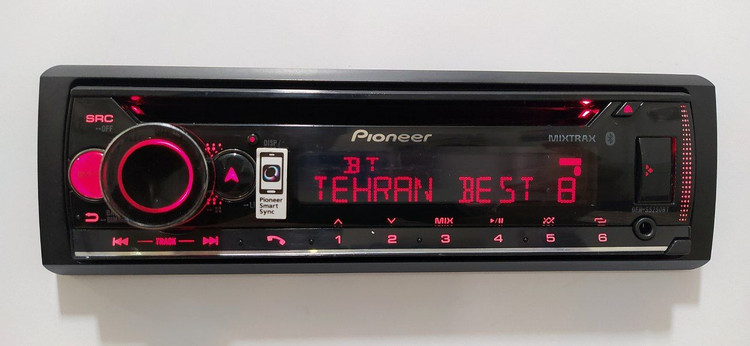 SRC
OFF
Pioneer
MIXTRAX
DISP
BT
TEHRAN BEST 8
Pioneer
Smart
Sync
MIX
1 2 3 4 5 6
TRACK